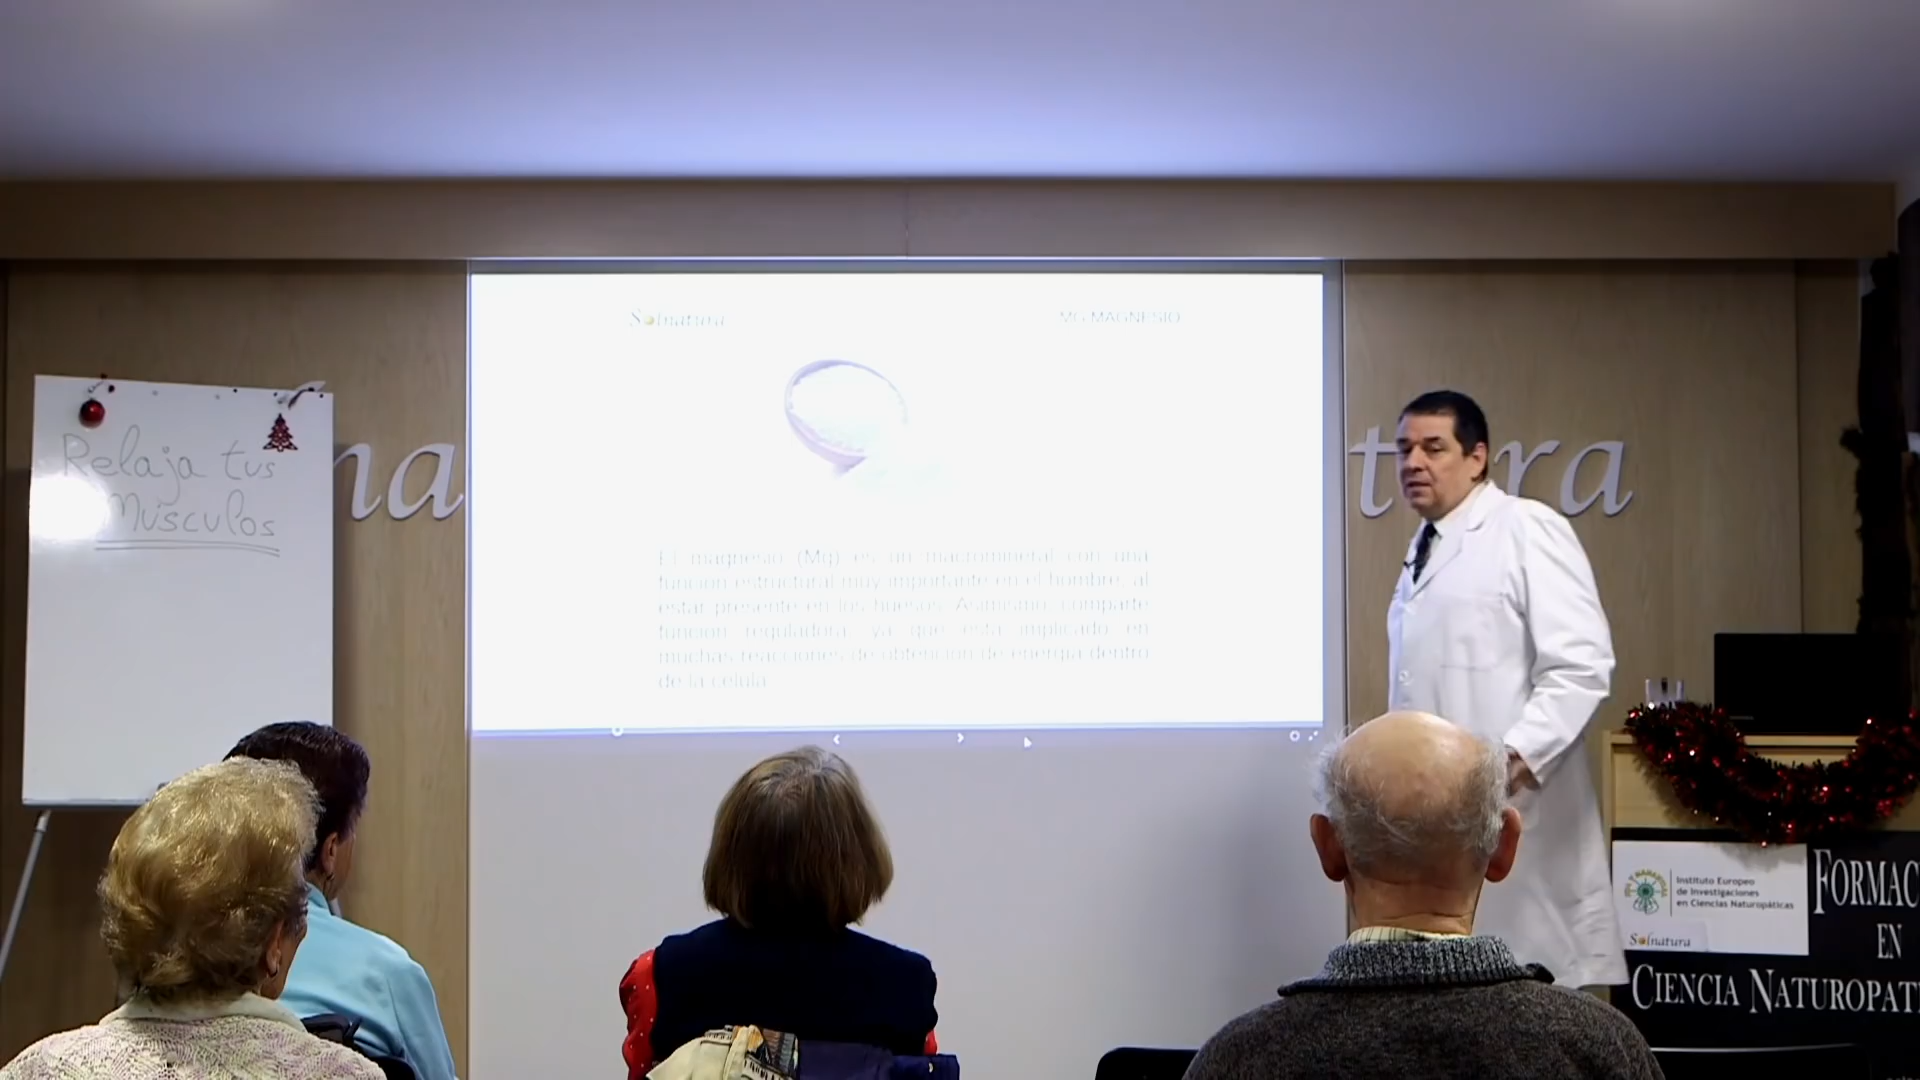 Solnatura
MG-MAGNESIO
Relaja tus
Músculos
na
t ra
El magnesio (Mg) es un macromineral con una
función estructural muy importante en el hombre, al
estar presente en los huesos. Asimismo, comparte
función reguladora, ya que está implicado en
muchas reacciones de obtención de energía dentro
de la célula
Instituto Europeo
de Investigaciones
en Ciencias Naturopáticas
Solnatura
FORMAC
EN
CIENCIA NATUROPATI